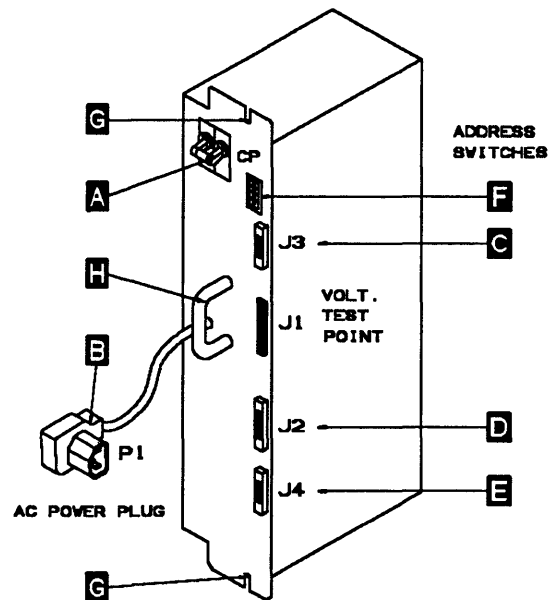 G
ADDRESS
SWITCHES
CP
A
F
J3
C
H
VOLT.
TEST
POINT
J1
B
J2
D
P1
J4
E
AC POWER PLUG
G